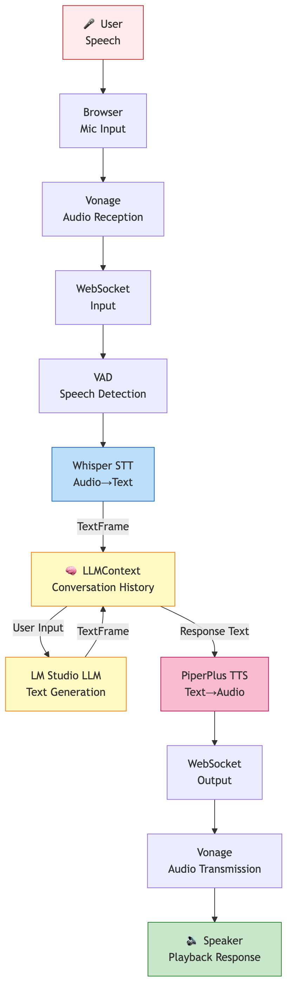 🎤 User
Speech
Browser
Mic Input
Vonage
Audio Reception
WebSocket
Input
VAD
Speech Detection
Whisper STT
Audio→Text
TextFrame
🧠 LLMContext
Conversation History
User Input
TextFrame
Response Text
LM Studio LLM
Text Generation
PiperPlus TTS
Text→Audio
WebSocket
Output
Vonage
Audio Transmission
🔊 Speaker
Playback Response